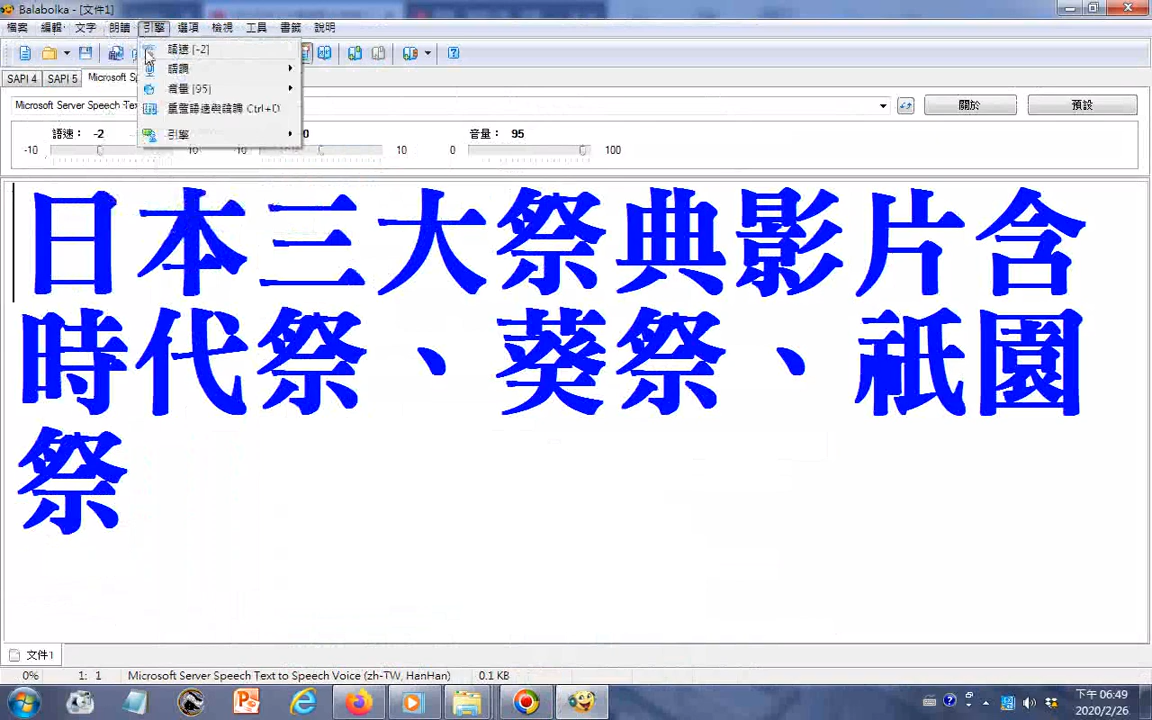 Balabolka - [文件1]
檔案 編輯 文字 朗讀 引擎 選項 檢視 工具 書籤 說明
語速 [-2]
語調
音量 [95]
重置語速與語調 Ctrl+D
引擎
SAPI 4 SAPI 5 Microsoft Sp
Microsoft Server Speech Tex
關於 預設
語速： -2 0 音量： 95
-10 10 10 10 0 100
日本三大祭典影片含
時代祭、葵祭、祇園
祭
文件1
0% 1: 1 Microsoft Server Speech Text to Speech Voice (zh-TW, HanHan) 0.1 KB
下午 06:49
2020/2/26